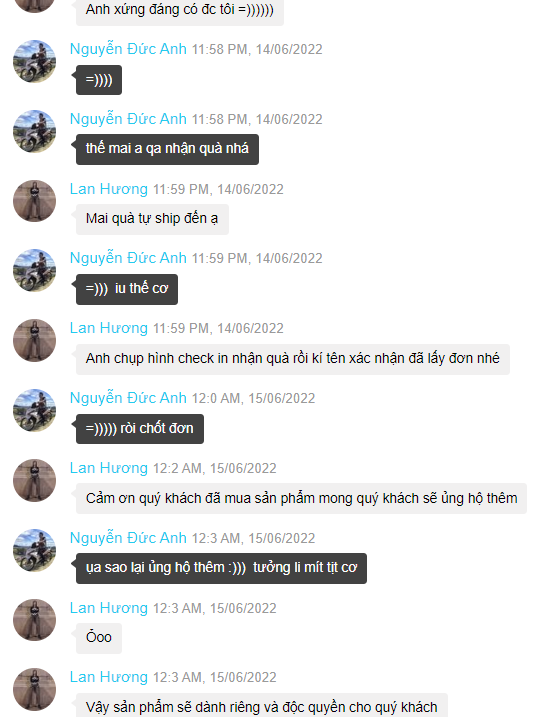 Anh xứng đáng có đc tôi =))))))
Nguyễn Đức Anh 11:58 PM, 14/06/2022
=))))
Nguyễn Đức Anh 11:58 PM, 14/06/2022
thế mai a qa nhận quà nhá
Lan Hương 11:59 PM, 14/06/2022
Mai quà tự ship đến ạ
Nguyễn Đức Anh 11:59 PM, 14/06/2022
=))) iu thế cơ
Lan Hương 11:59 PM, 14/06/2022
Anh chụp hình check in nhận quà rồi kí tên xác nhận đã lấy đơn nhé
Nguyễn Đức Anh 12:0 AM, 15/06/2022
=))))) ròi chốt đơn
Lan Hương 12:2 AM, 15/06/2022
Cảm ơn quý khách đã mua sản phẩm mong quý khách sẽ ủng hộ thêm
Nguyễn Đức Anh 12:3 AM, 15/06/2022
ụa sao lại ủng hộ thêm :))) tưởng li mít tịt cơ
Lan Hương 12:3 AM, 15/06/2022
Ỏoo
Lan Hương 12:3 AM, 15/06/2022
Vậy sản phẩm sẽ dành riêng và độc quyền cho quý khách